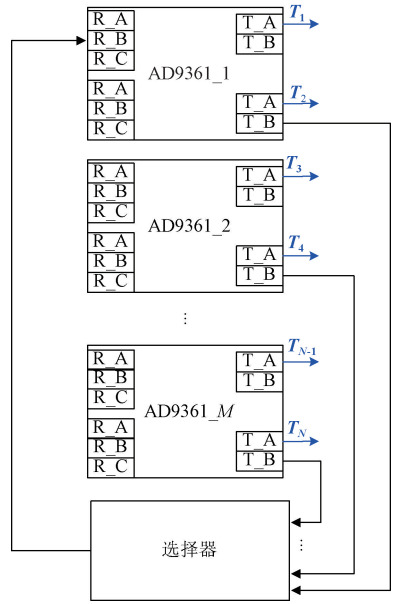 R_A
R_B
R_C
R_A
R_B
R_C
AD9361_1
T_A
T_B
T_A
T_B
T₁
T₂
R_A
R_B
R_C
R_A
R_B
R_C
AD9361_2
T_A
T_B
T_A
T_B
T₃
T₄
⋮
R_A
R_B
R_C
R_A
R_B
R_C
AD9361_M
T_A
T_B
T_A
T_B
T_N-1
T_N
选择器
⋮